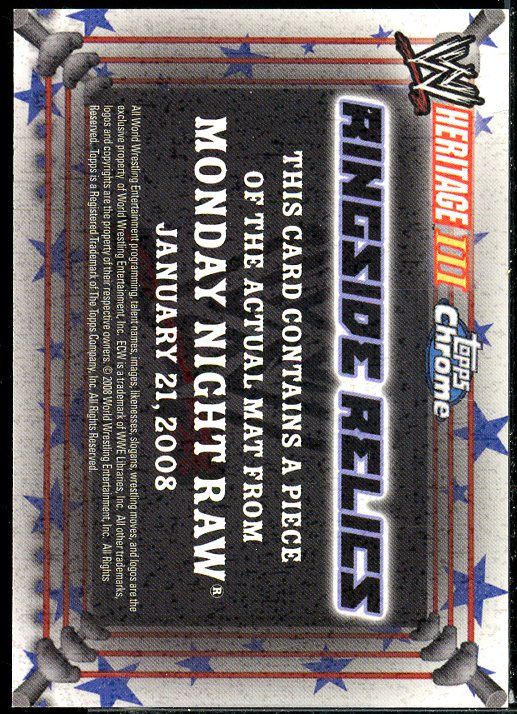 W
HERITAGE III
Topps
Chrome
RINGSIDE RELICS
THIS CARD CONTAINS A PIECE
OF THE ACTUAL MAT FROM
MONDAY NIGHT RAW®
JANUARY 21, 2008
All World Wrestling Entertainment programming, talent names, images, likenesses, slogans, wrestling moves, and logos are the
exclusive property of World Wrestling Entertainment, Inc. ECW is a trademark of WWE Libraries, Inc. All other trademarks,
logos and copyrights are the property of their respective owners. © 2008 World Wrestling Entertainment, Inc. All Rights
Reserved. Topps is a Registered Trademark of The Topps Company, Inc. All Rights Reserved.